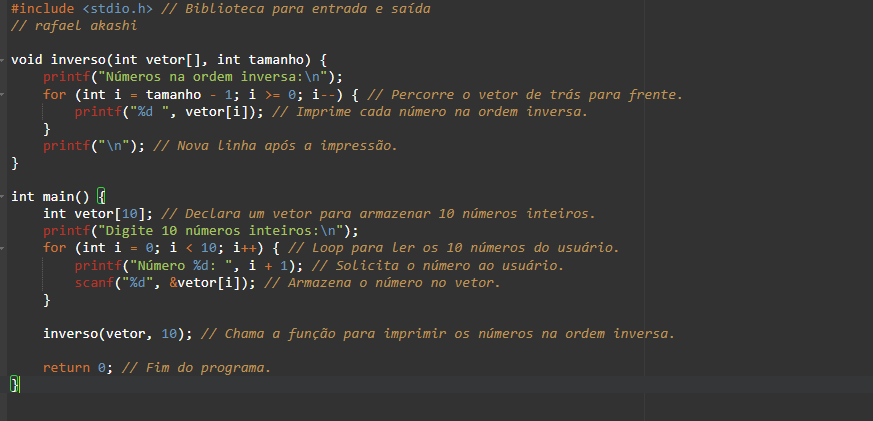 #include <stdio.h> // Biblioteca para entrada e saída
// rafael akashi

void inverso(int vetor[], int tamanho) {
    printf("Números na ordem inversa:\n");
    for (int i = tamanho - 1; i >= 0; i--) { // Percorre o vetor de trás para frente.
        printf("%d ", vetor[i]); // Imprime cada número na ordem inversa.
    }
    printf("\n"); // Nova linha após a impressão.
}

int main() {
    int vetor[10]; // Declara um vetor para armazenar 10 números inteiros.
    printf("Digite 10 números inteiros:\n");
    for (int i = 0; i < 10; i++) { // Loop para ler os 10 números do usuário.
        printf("Número %d: ", i + 1); // Solicita o número ao usuário.
        scanf("%d", &vetor[i]); // Armazena o número no vetor.
    }

    inverso(vetor, 10); // Chama a função para imprimir os números na ordem inversa.

    return 0; // Fim do programa.
}